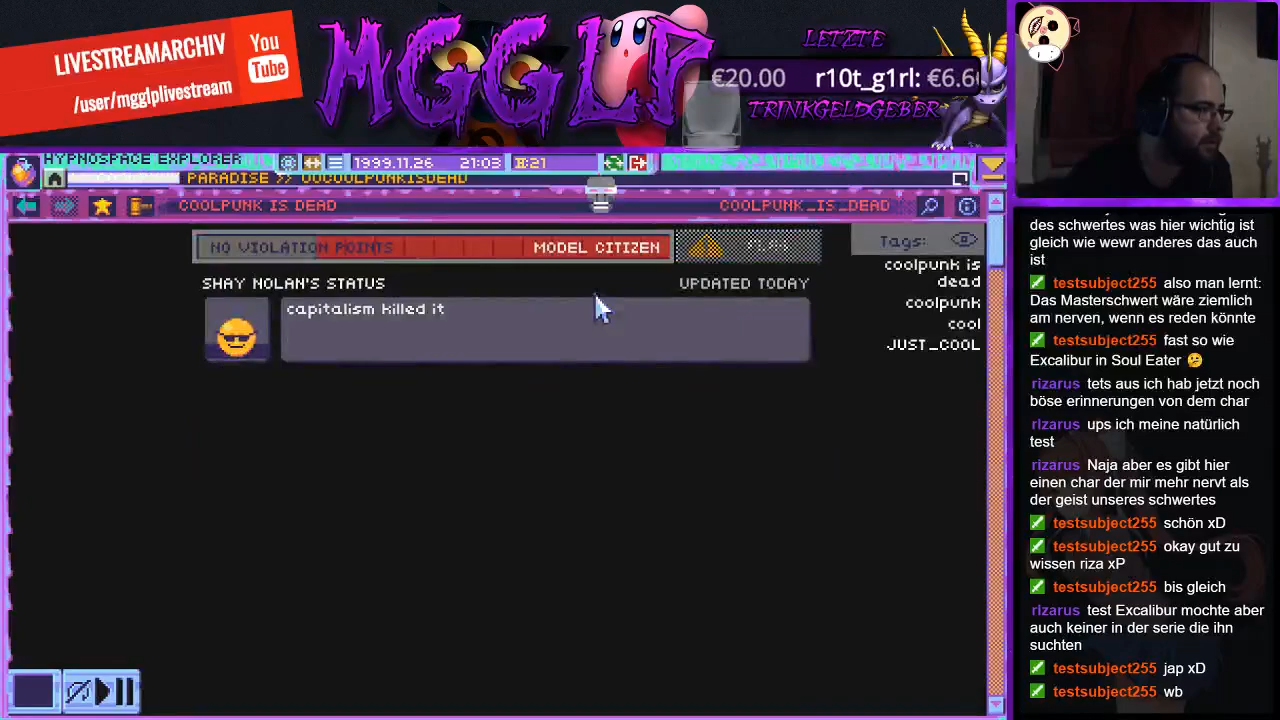 LIVESTREAMARCHIV
/user/mgglplivestream
You
Tube
MGGLP
LETZTE
€20.00 r10t_g1rl: €6.6
TRINKGELDGEBER
HYPNOSPACE EXPLORER
1999.11.26 21:03
PARADISE >>
COOLPUNK IS DEAD
COOLPUNK_IS_DEAD
NO VIOLATION POINTS
MODEL CITIZEN
Tags:
coolpunk is
dead
coolpunk
cool
JUST_COOL
SHAY NOLAN'S STATUS
UPDATED TODAY
capitalism killed it
des schwertes was hier wichtig ist
gleich wie wewr anderes das auch
ist
testsubject255 also man lernt:
Das Masterschwert wäre ziemlich
am nerven, wenn es reden könnte
testsubject255 fast so wie
Excalibur in Soul Eater
rizarus tets aus ich hab jetzt noch
böse erinnerungen von dem char
rizarus ups ich meine natürlich
test
rizarus Naja aber es gibt hier
einen char der mir mehr nervt als
der geist unseres schwertes
testsubject255 schön xD
testsubject255 okay gut zu
wissen riza xP
testsubject255 bis gleich
rizarus test Excalibur mochte aber
auch keiner in der serie die ihn
suchten
testsubject255 jap xD
testsubject255 wb